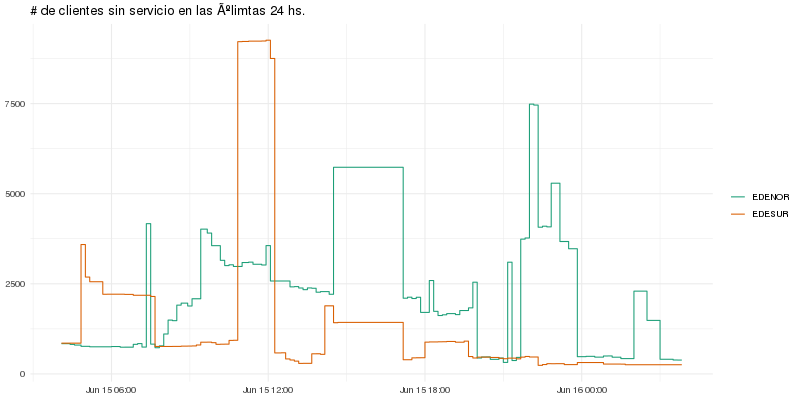 # de clientes sin servicio en las Ãºlimtas 24 hs.
7500
5000
2500
0
Jun 15 06:00
Jun 15 12:00
Jun 15 18:00
Jun 16 00:00
EDENOR
EDESUR